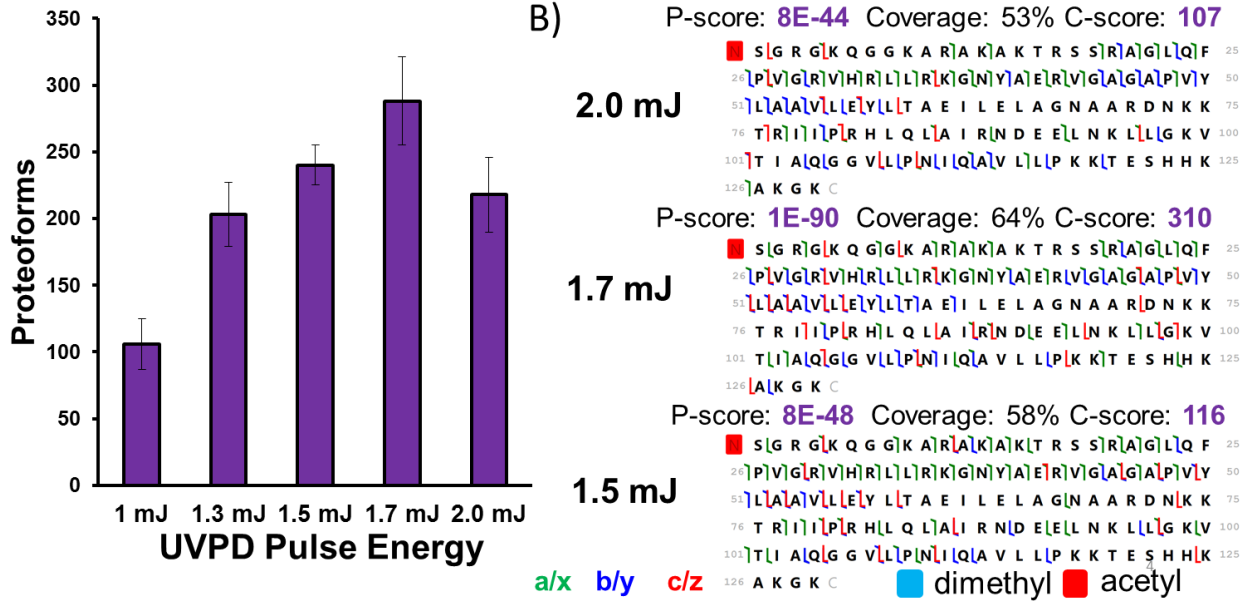 350
300
250
200
150
100
50
0
Proteoforms
1 mJ 1.3 mJ 1.5 mJ 1.7 mJ 2.0 mJ
UVPD Pulse Energy
B)
P-score: 8E-44 Coverage: 53% C-score: 107
2.0 mJ
N S G R G K Q G G K A R A K A K T R S S R A G L Q F 25
26 P V G R V H R L L R K G N Y A E R V G A G A P V Y 50
51 L A A V L E Y L T A E I L E L A G N A A R D N K K 75
76 T R I I P R H L Q L A I R N D E E L N K L L G K V 100
101 T I A Q G G V L P N I Q A V L L P K K T E S H H K 125
126 A K G K C
P-score: 1E-90 Coverage: 64% C-score: 310
1.7 mJ
N S G R G K Q G G K A R A K A K T R S S R A G L Q F 25
26 P V G R V H R L L R K G N Y A E R V G A G A P V Y 50
51 L A A V L E Y L T A E I L E L A G N A A R D N K K 75
76 T R I I P R H L Q L A I R N D E E L N K L L G K V 100
101 T I A Q G G V L P N I Q A V L L P K K T E S H H K 125
126 A K G K C
P-score: 8E-48 Coverage: 58% C-score: 116
1.5 mJ
N S G R G K Q G G K A R A K A K T R S S R A G L Q F 25
26 P V G R V H R L L R K G N Y A E R V G A G A P V Y 50
51 L A A V L E Y L T A E I L E L A G N A A R D N K K 75
76 T R I I P R H L Q L A I R N D E E L N K L L G K V 100
101 T I A Q G G V L P N I Q A V L L P K K T E S H H K 125
126 A K G K C
4
a/x b/y c/z dimethyl acetyl